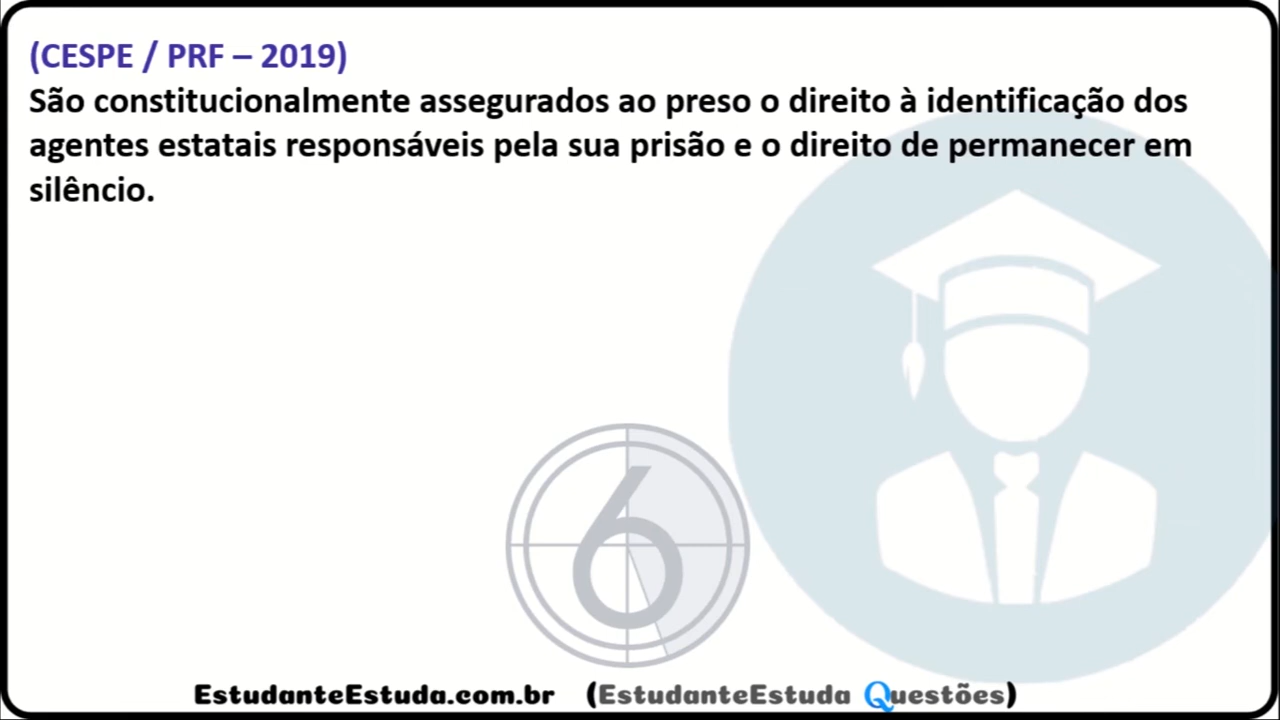 (CESPE / PRF – 2019)
São constitucionalmente assegurados ao preso o direito à identificação dos
agentes estatais responsáveis pela sua prisão e o direito de permanecer em
silêncio.
6
EstudanteEstuda.com.br (EstudanteEstuda Questões)